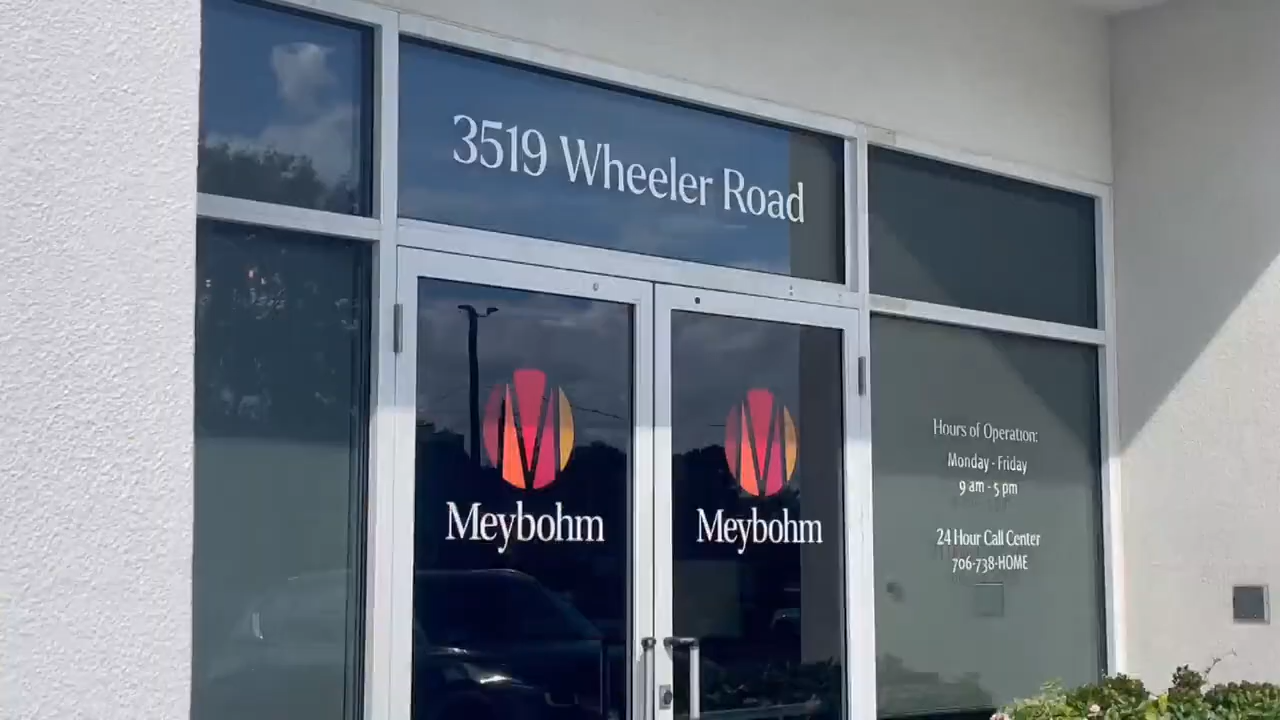 3519 Wheeler Road
Meybohm
Meybohm
Hours of Operation:
Monday - Friday
9 am - 5 pm
24 Hour Call Center
706-738-HOME